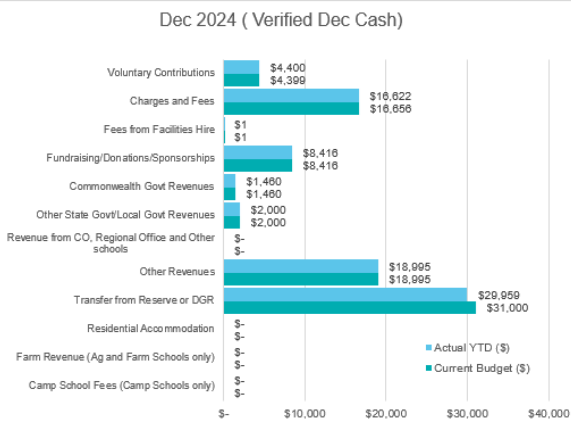 Dec 2024 ( Verified Dec Cash)
Voluntary Contributions
$4,400
$4,399
Charges and Fees
$16,622
$16,656
Fees from Facilities Hire
$1
$1
Fundraising/Donations/Sponsorships
$8,416
$8,416
Commonwealth Govt Revenues
$1,460
$1,460
Other State Govt/Local Govt Revenues
$2,000
$2,000
Revenue from CO, Regional Office and Other
schools
$-
$-
Other Revenues
$18,995
$18,995
Transfer from Reserve or DGR
$29,959
$31,000
Residential Accommodation
$-
$-
Farm Revenue (Ag and Farm Schools only)
$-
$-
Camp School Fees (Camp Schools only)
$-
$-
Actual YTD ($)
Current Budget ($)
$- $10,000 $20,000 $30,000 $40,000